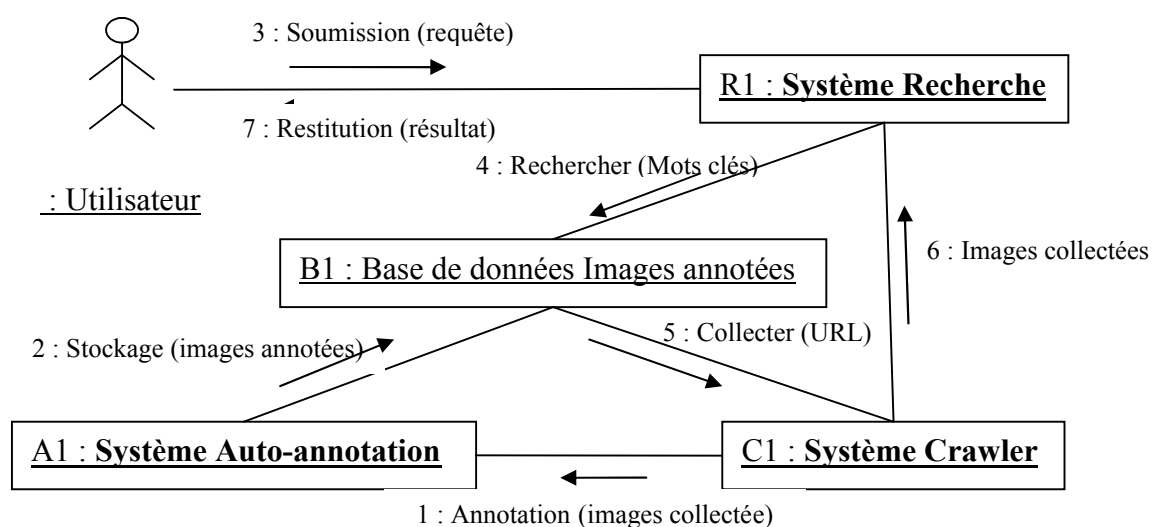 3 : Soumission (requête)
R1 : Système Recherche
7 : Restitution (résultat)
4 : Rechercher (Mots clés)
: Utilisateur
6 : Images collectées
B1 : Base de données Images annotées
5 : Collecter (URL)
2 : Stockage (images annotées)
A1 : Système Auto-annotation
C1 : Système Crawler
1 : Annotation (images collectée)